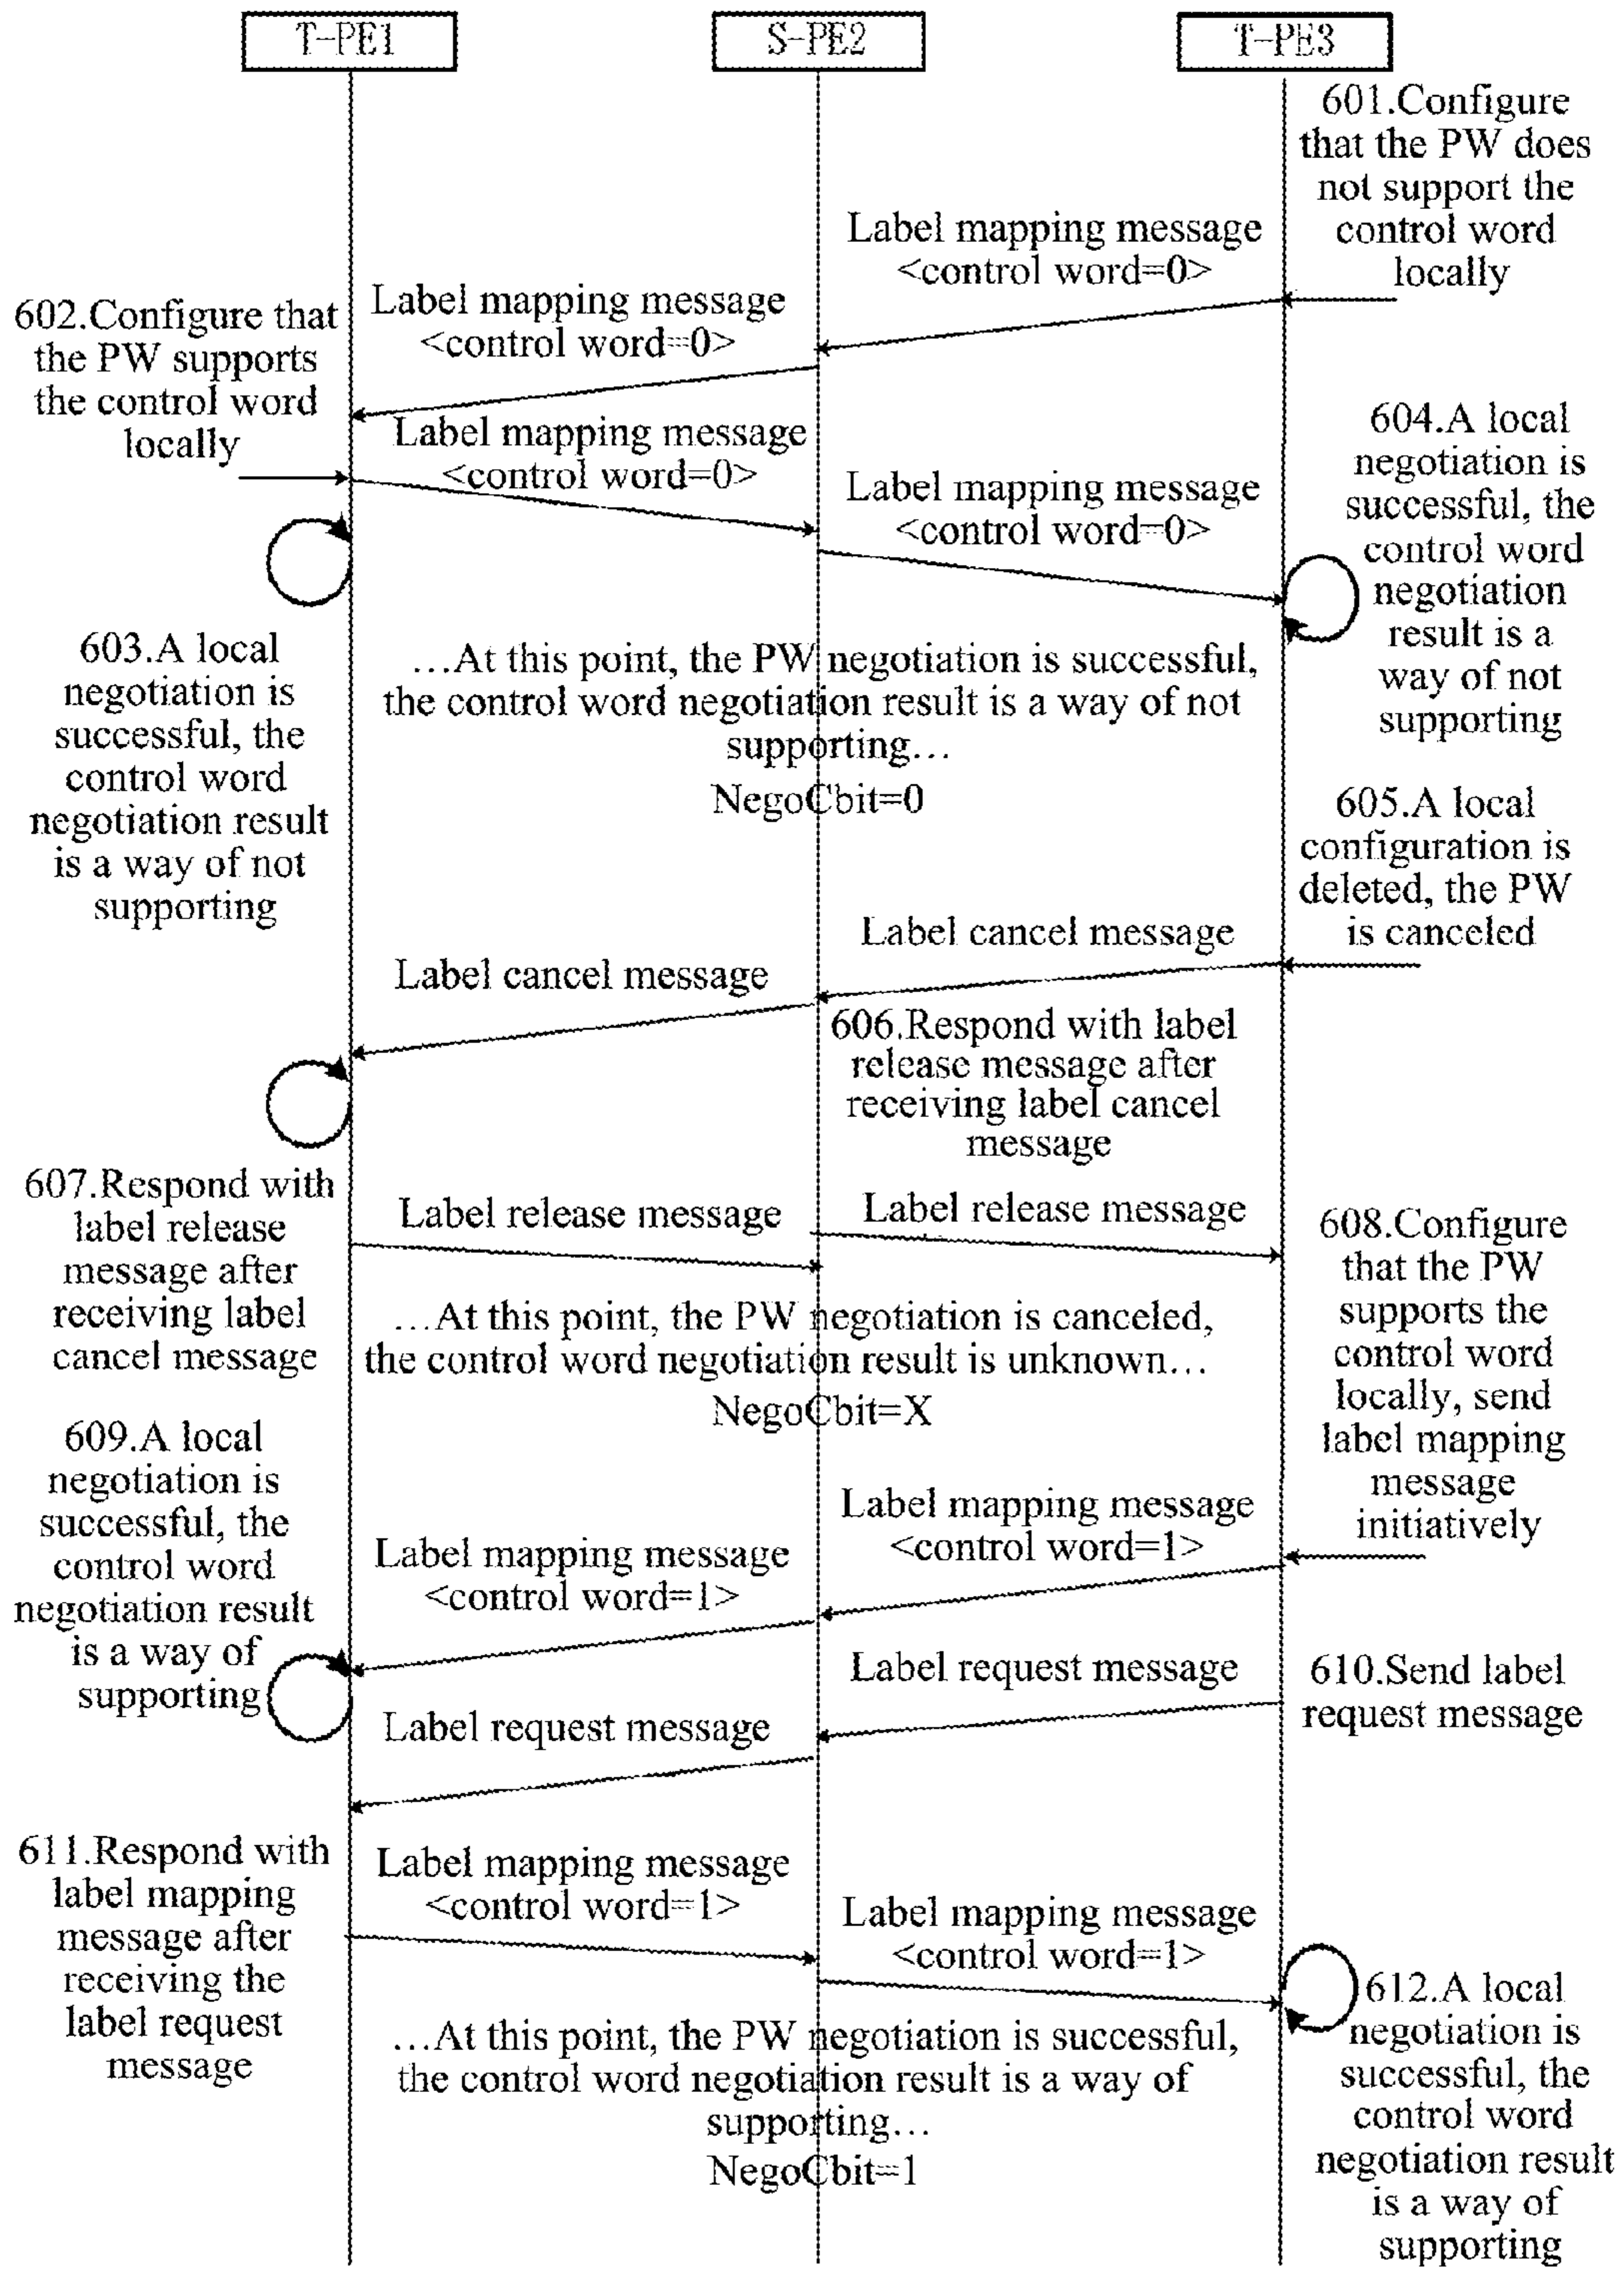 T-PE1
S-PE2
T-PE3
601.Configure
that the PW does
not support the
control word
locally
Label mapping message
<control word=0>
Label mapping message
<control word=0>
602.Configure that
the PW supports
the control word
locally
Label mapping message
<control word=0>
Label mapping message
<control word=0>
604.A local
negotiation is
successful, the
control word
negotiation
result is a
way of not
supporting
603.A local
negotiation is
successful, the
control word
negotiation result
is a way of not
supporting
...At this point, the PW negotiation is successful,
the control word negotiation result is a way of not
supporting...
NegoCbit=0
605.A local
configuration is
deleted, the PW
is canceled
Label cancel message
Label cancel message
606.Respond with label
release message after
receiving label cancel
message
607.Respond with
label release
message after
receiving label
cancel message
Label release message
Label release message
608.Configure
that the PW
supports the
control word
locally, send
label mapping
message
initiatively
...At this point, the PW negotiation is canceled,
the control word negotiation result is unknown...
NegoCbit=X
609.A local
negotiation is
successful, the
control word
negotiation result
is a way of
supporting
Label mapping message
<control word=1>
Label mapping message
<control word=1>
Label request message
610.Send label
request message
Label request message
611.Respond with
label mapping
message after
receiving the
label request
message
Label mapping message
<control word=1>
Label mapping message
<control word=1>
612.A local
negotiation is
successful, the
control word
negotiation result
is a way of
supporting
...At this point, the PW negotiation is successful,
the control word negotiation result is a way of
supporting...
NegoCbit=1